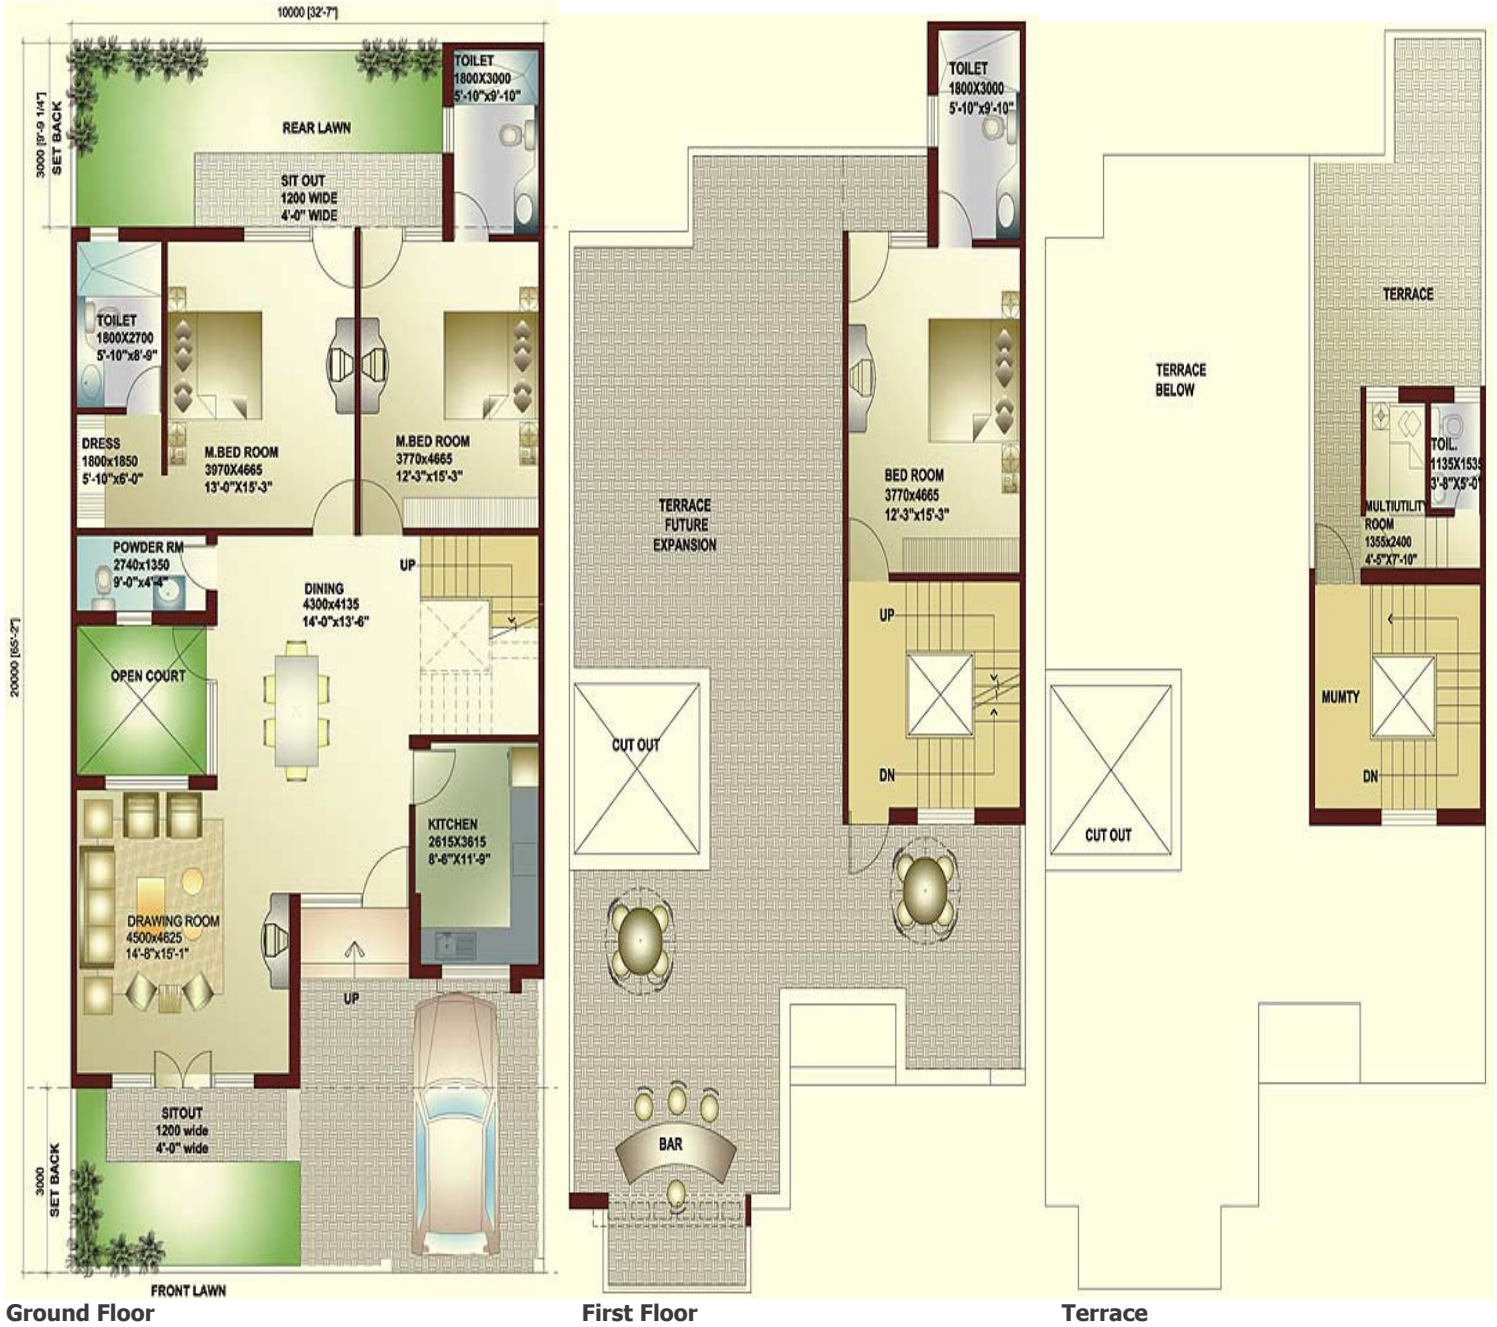 10000 [32'-7"]
3000 [9'-9 1/4"]
SET BACK
TOILET
1800X3000
5'-10"x9'-10"
REAR LAWN
SIT OUT
1200 WIDE
4'-0" WIDE
TOILET
1800X2700
5'-10"x8'-9"
DRESS
1800x1850
5'-10"x6'-0"
M.BED ROOM
3970X4665
13'-0"X15'-3"
M.BED ROOM
3770x4665
12'-3"x15'-3"
POWDER RM
2740x1350
9'-0"x4'-4"
DINING
4300x4135
14'-0"x13'-6"
UP
20000 [65'-2"]
OPEN COURT
KITCHEN
2615X3615
8'-6"X11'-9"
DRAWING ROOM
4500x4625
14'-8"x15'-1"
UP
SITOUT
1200 wide
4'-0" wide
3000
SET BACK
FRONT LAWN
Ground Floor
TOILET
1800X3000
5'-10"x9'-10"
BED ROOM
3770x4665
12'-3"x15'-3"
TERRACE
FUTURE
EXPANSION
UP
CUT OUT
DN
BAR
First Floor
TERRACE
TERRACE
BELOW
TOIL.
1135X1535
3'-8"X5'-0"
MULTIUTILITY
ROOM
1355x2400
4'-5"X7'-10"
MUMTY
DN
CUT OUT
Terrace